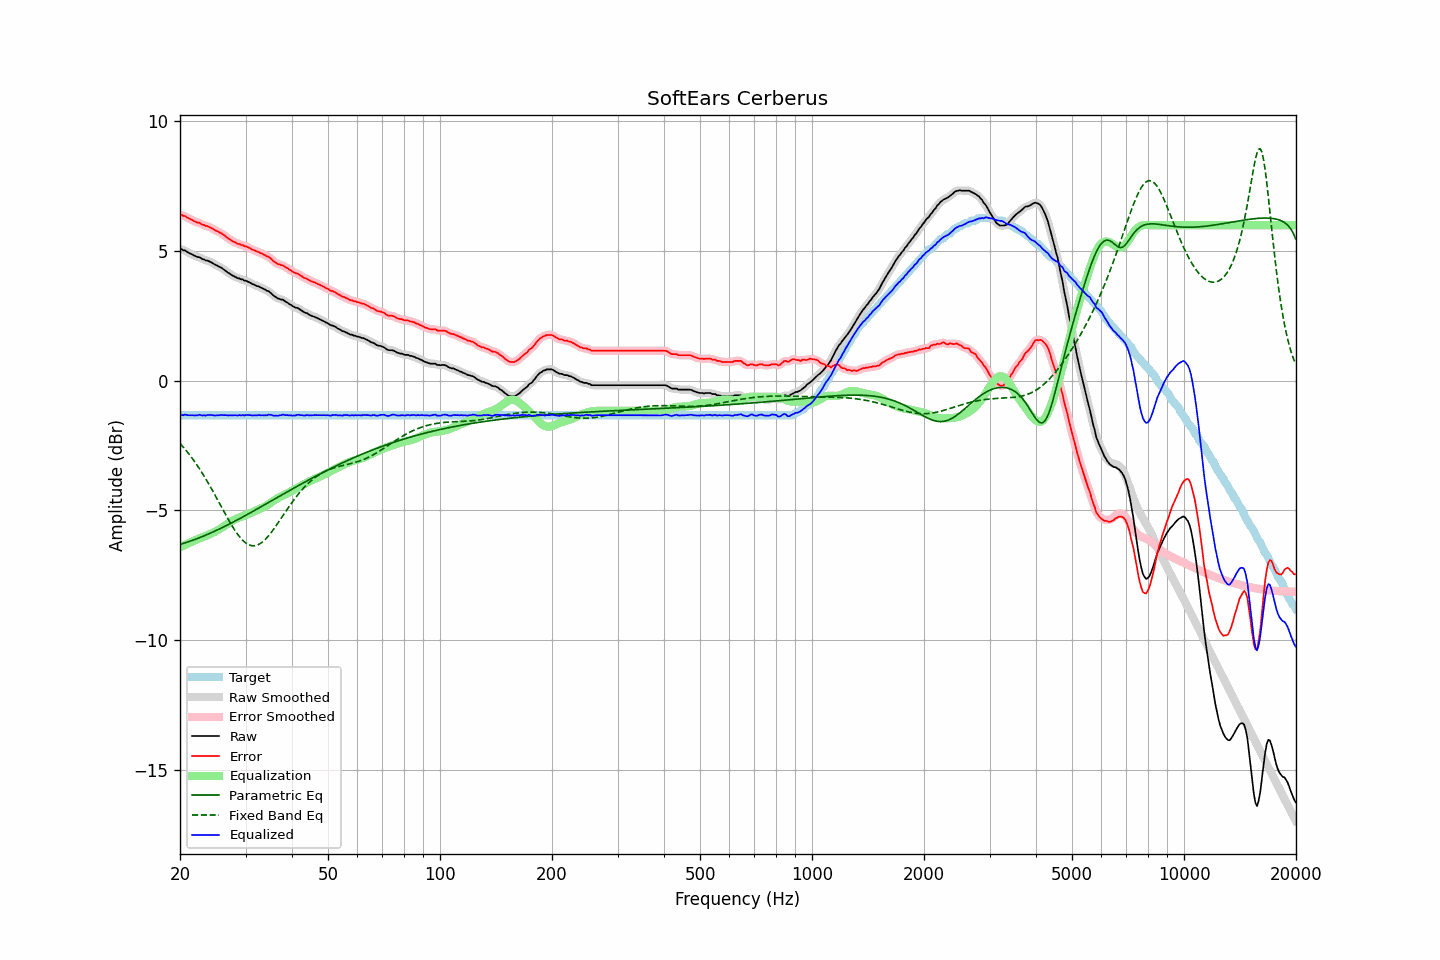 SoftEars Cerberus
10
5
0
−5
−10
−15
Amplitude (dBr)
Target
Raw Smoothed
Error Smoothed
Raw
Error
Equalization
Parametric Eq
Fixed Band Eq
Equalized
20 50 100 200 500 1000 2000 5000 10000 20000
Frequency (Hz)